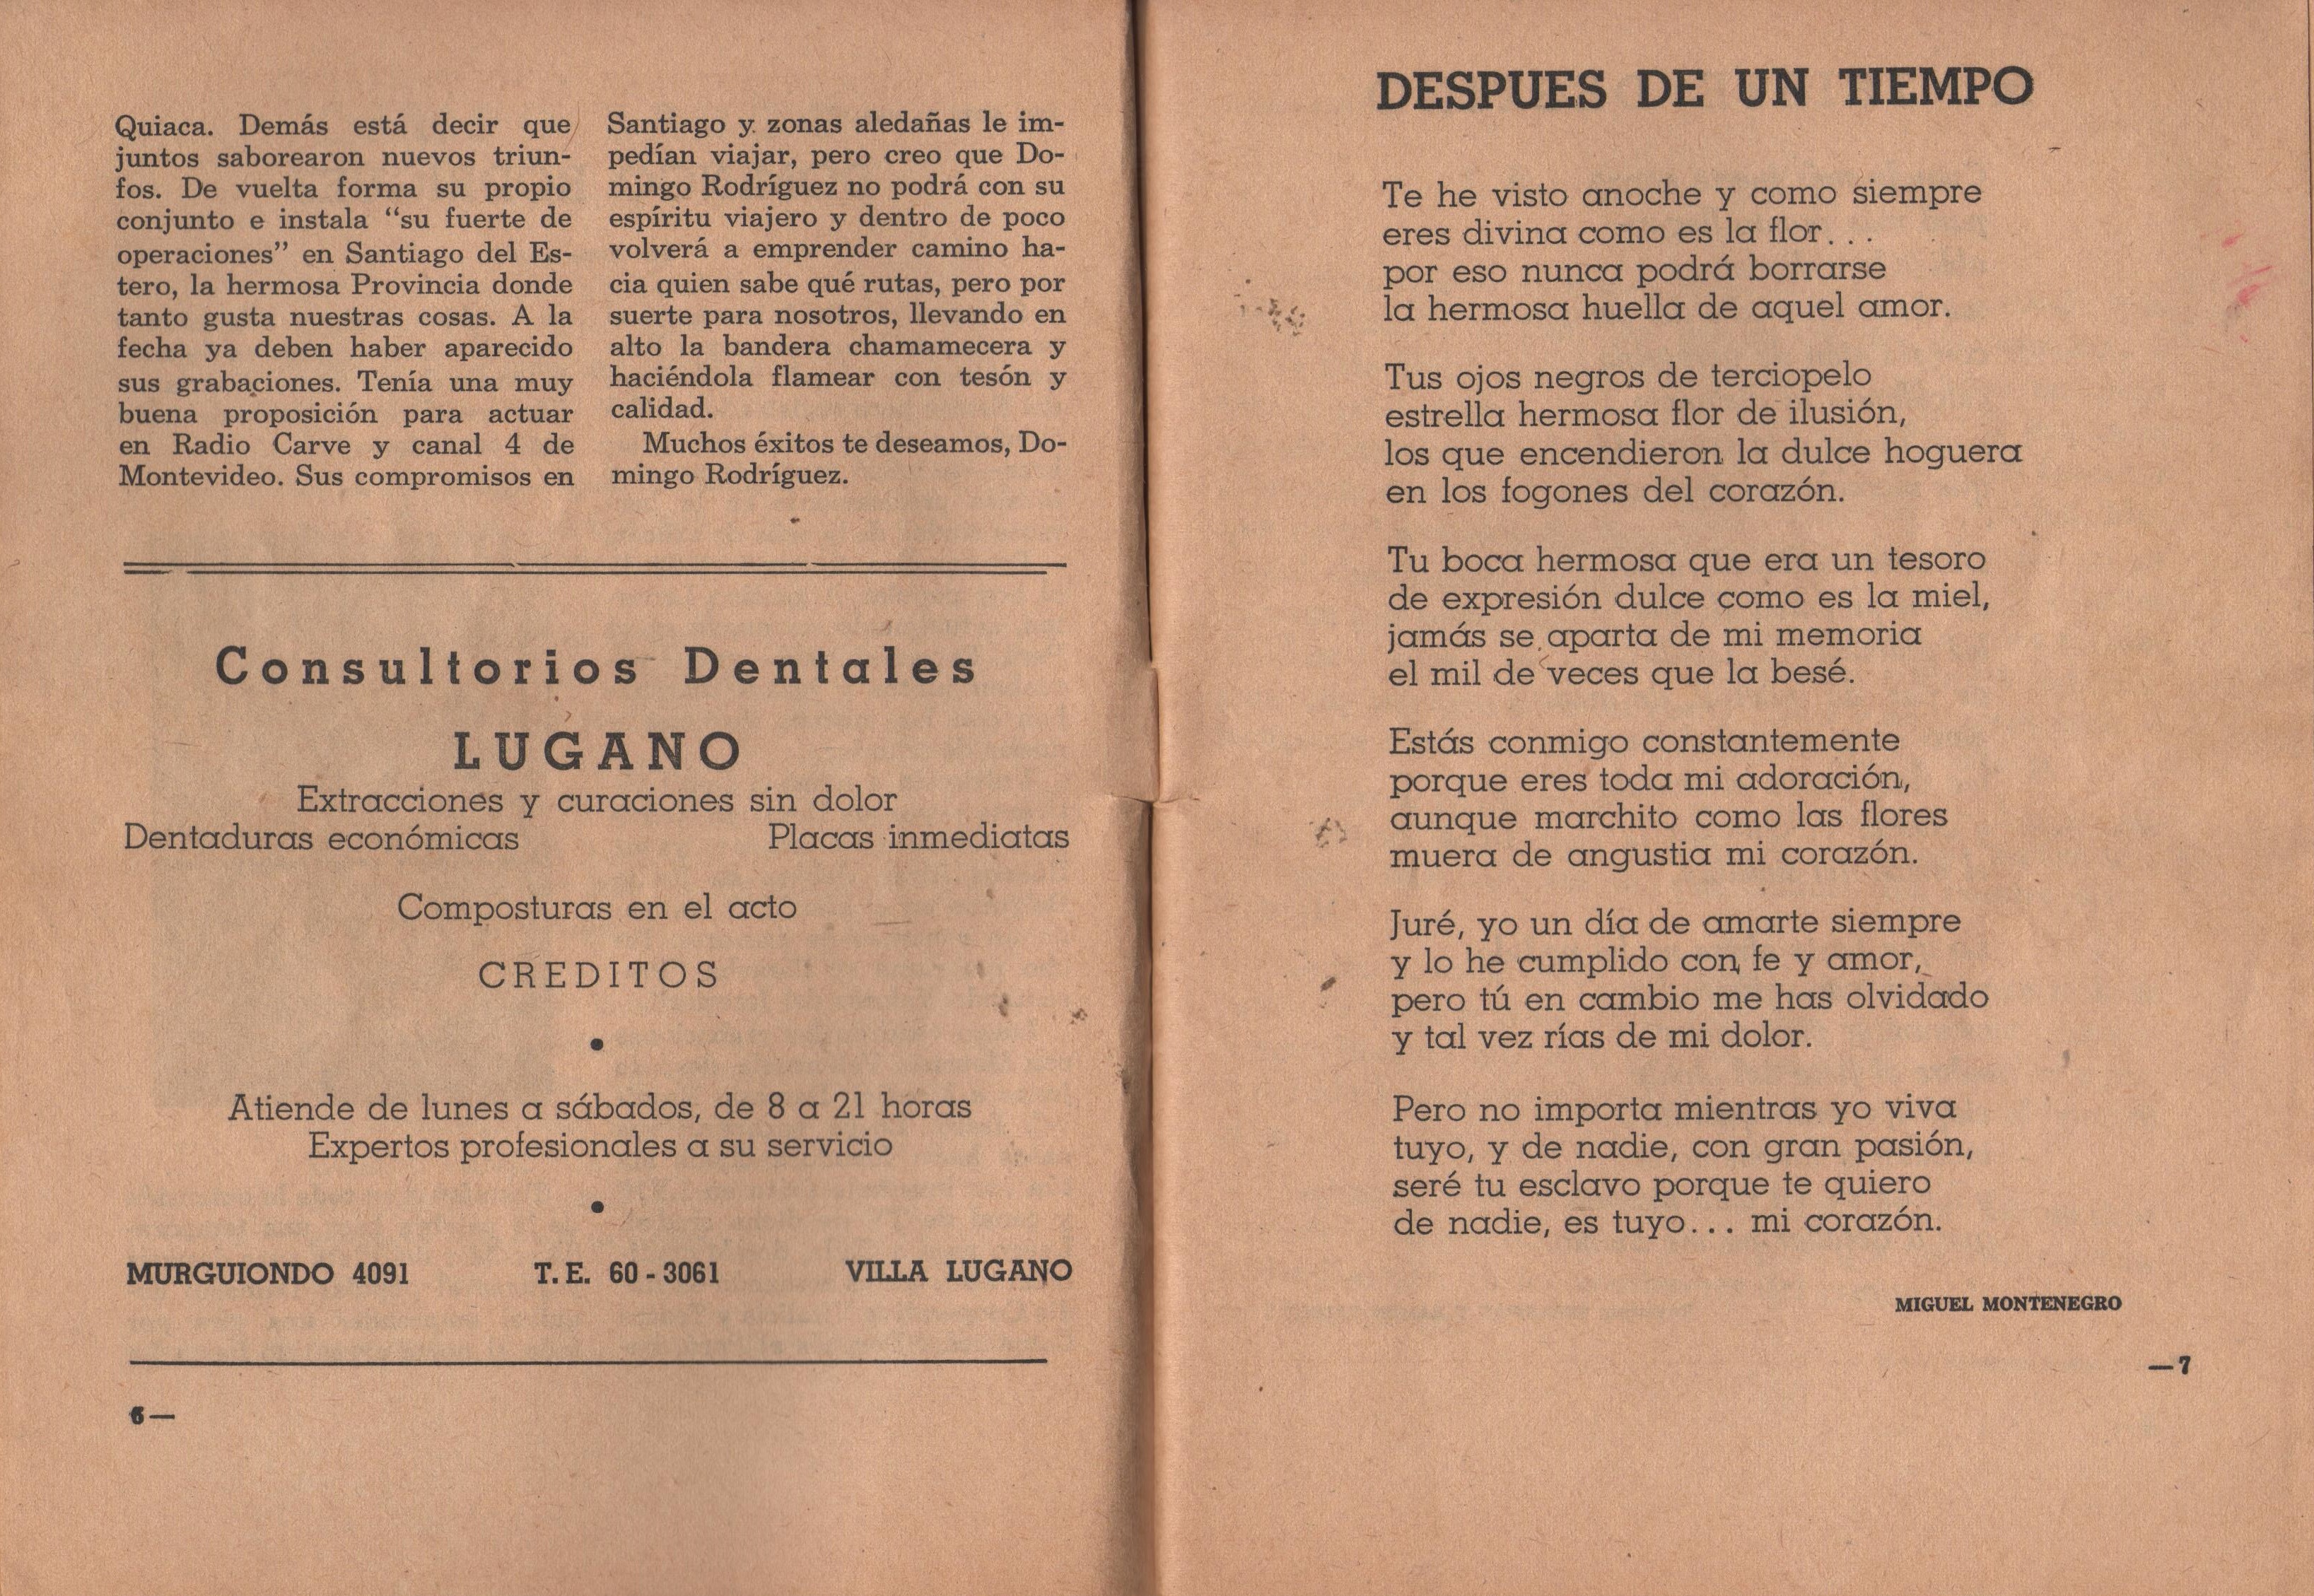 Quiaca. Demás está decir que
juntos saborearon nuevos triun-
fos. De vuelta forma su propio
conjunto e instala “su fuerte de
operaciones” en Santiago del Es-
tero, la hermosa Provincia donde
tanto gusta nuestras cosas. A la
fecha ya deben haber aparecido
sus grabaciones. Tenía una muy
buena proposición para actuar
en Radio Carve y canal 4 de
Montevideo. Sus compromisos en
Santiago y zonas aledañas le im-
pedían viajar, pero creo que Do-
mingo Rodríguez no podrá con su
espíritu viajero y dentro de poco
volverá a emprender camino ha-
cia quien sabe qué rutas, pero por
suerte para nosotros, llevando en
alto la bandera chamamecera y
haciéndola flamear con tesón y
calidad.
Muchos éxitos te deseamos, Do-
mingo Rodríguez.
Consultorios Dentales
LUGANO
Extracciones y curaciones sin dolor
Dentaduras económicas Placas inmediatas
Composturas en el acto
CREDITOS
•
Atiende de lunes a sábados, de 8 a 21 horas
Expertos profesionales a su servicio
•
MURGUIONDO 4091 T. E. 60 - 3061 VILLA LUGANO
6 —
DESPUES DE UN TIEMPO
Te he visto anoche y como siempre
eres divina como es la flor...
por eso nunca podrá borrarse
la hermosa huella de aquel amor.
Tus ojos negros de terciopelo
estrella hermosa flor de ilusión,
los que encendieron la dulce hoguera
en los fogones del corazón.
Tu boca hermosa que era un tesoro
de expresión dulce como es la miel,
jamás se aparta de mi memoria
el mil de veces que la besé.
Estás conmigo constantemente
porque eres toda mi adoración,
aunque marchito como las flores
muera de angustia mi corazón.
Juré, yo un día de amarte siempre
y lo he cumplido con fe y amor,
pero tú en cambio me has olvidado
y tal vez rías de mi dolor.
Pero no importa mientras yo viva
tuyo, y de nadie, con gran pasión,
seré tu esclavo porque te quiero
de nadie, es tuyo... mi corazón.
MIGUEL MONTENEGRO
— 7